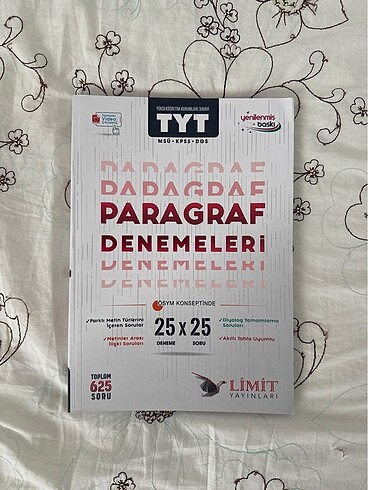 YÜKSEKÖĞRETİM KURUMLARI SINAVI
TYT
MSÜ - KPSS - DGS
yenilenmiş
baskı
Video
PARAGRAF
PARAGRAF
PARAGRAF
DENEMELERİ
DENEMELERİ
DENEMELERİ
ÖSYM KONSEPTİNDE
Farklı Metin Türlerini
İçeren Sorular
Metinler Arası
İlişki Soruları
25 x 25
DENEME SORU
Diyalog Tamamlama
Soruları
Akıllı Tahta Uyumlu
TOPLAM
625
SORU
LİMİT
YAYINLARI